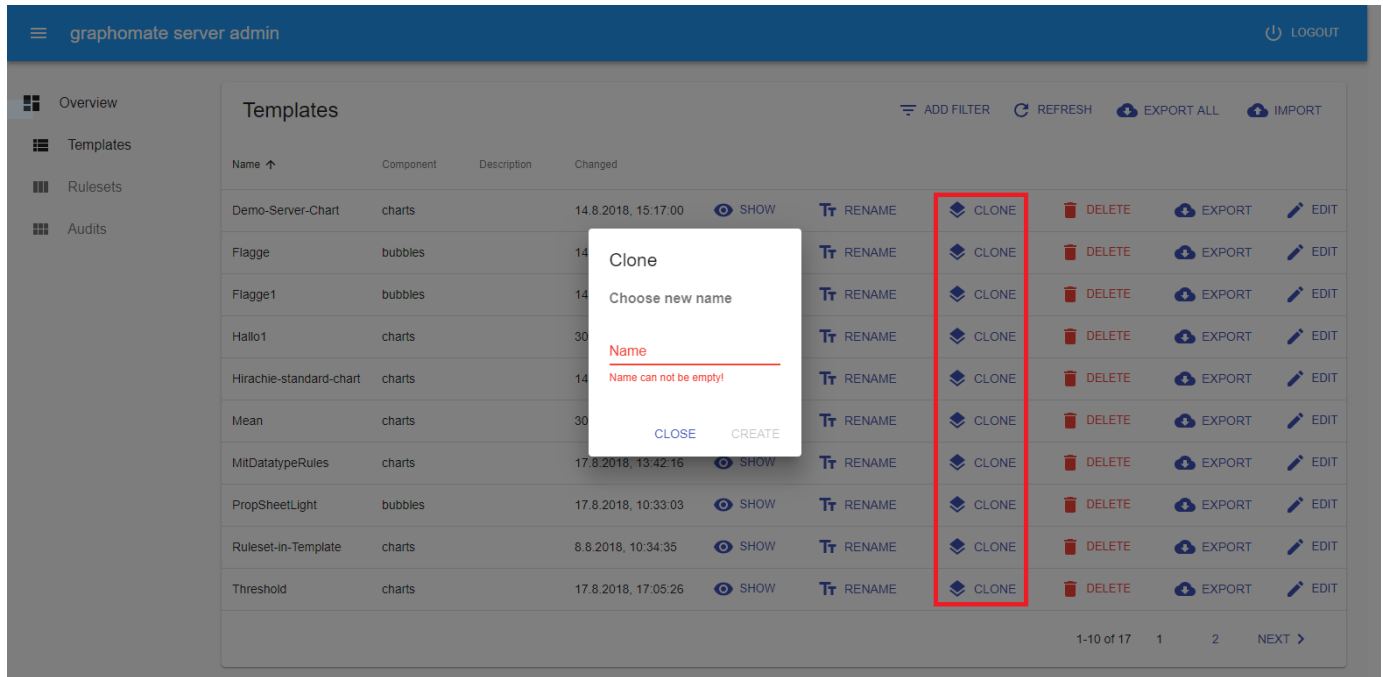 graphomate server admin LOGOUT
Overview
Templates
Rulesets
Audits
Templates ADD FILTER REFRESH EXPORT ALL IMPORT
Name Component Description Changed
Demo-Server-Chart charts 14.8.2018, 15:17:00 SHOW RENAME CLONE DELETE EXPORT EDIT
Flagge bubbles 14 RENAME CLONE DELETE EXPORT EDIT
Flagge1 bubbles 14 RENAME CLONE DELETE EXPORT EDIT
Hallo1 charts 30 RENAME CLONE DELETE EXPORT EDIT
Hirachie-standard-chart charts 14 RENAME CLONE DELETE EXPORT EDIT
Mean charts 30 RENAME CLONE DELETE EXPORT EDIT
MitDatatypeRules charts 17.8.2018, 13:42:16 SHOW RENAME CLONE DELETE EXPORT EDIT
PropSheetLight bubbles 17.8.2018, 10:33:03 SHOW RENAME CLONE DELETE EXPORT EDIT
Ruleset-in-Template charts 8.8.2018, 10:34:35 SHOW RENAME CLONE DELETE EXPORT EDIT
Threshold charts 17.8.2018, 17:05:26 SHOW RENAME CLONE DELETE EXPORT EDIT
1-10 of 17 1 2 NEXT
Clone
Choose new name
Name
Name can not be empty!
CLOSE CREATE